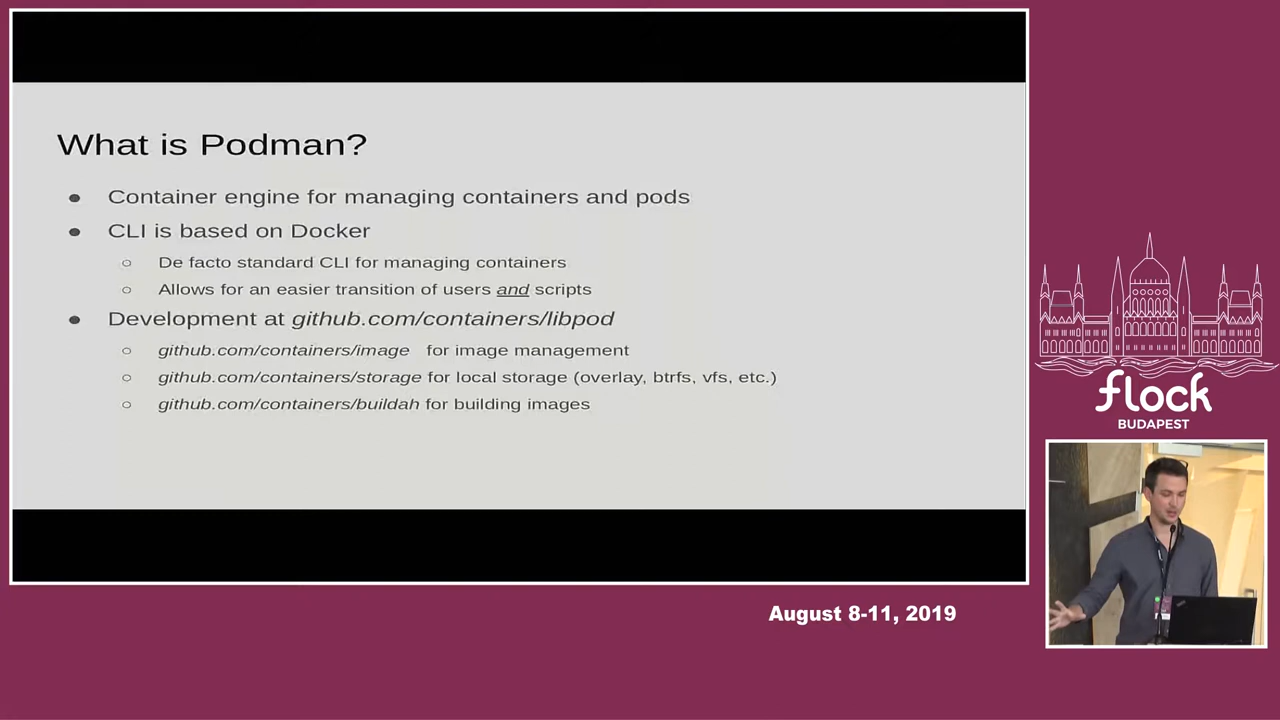 What is Podman?
● Container engine for managing containers and pods
● CLI is based on Docker
○ De facto standard CLI for managing containers
○ Allows for an easier transition of users and scripts
● Development at github.com/containers/libpod
○ github.com/containers/image for image management
○ github.com/containers/storage for local storage (overlay, btrfs, vfs, etc.)
○ github.com/containers/buildah for building images
flock
BUDAPEST
August 8-11, 2019